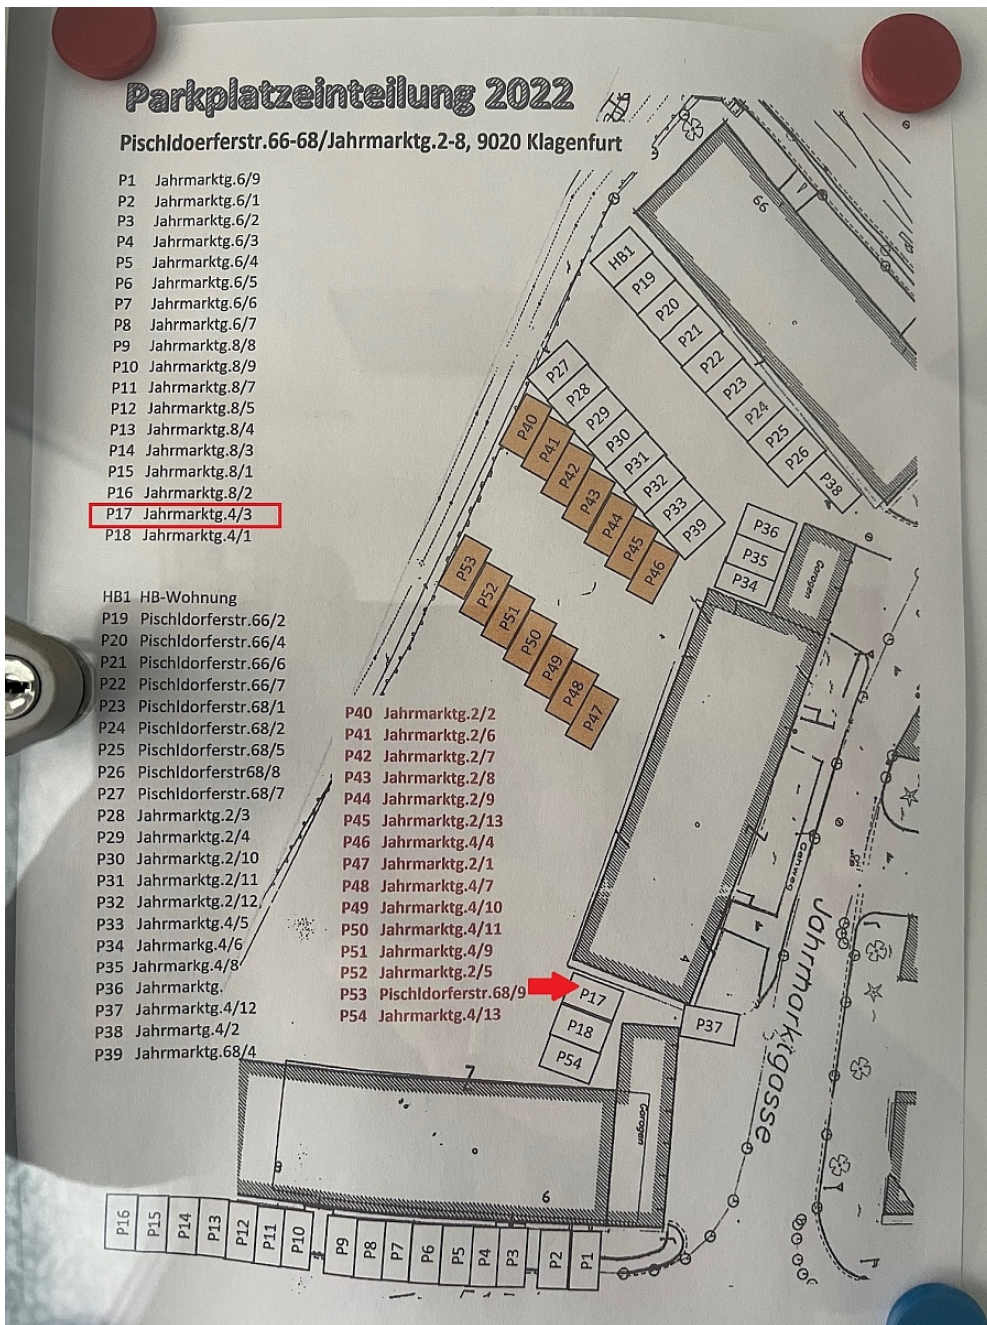 Parkplatzeinteilung 2022
Pischldoerferstr.66-68/Jahrmarktg.2-8, 9020 Klagenfurt
P1 Jahrmarktg.6/9
P2 Jahrmarktg.6/1
P3 Jahrmarktg.6/2
P4 Jahrmarktg.6/3
P5 Jahrmarktg.6/4
P6 Jahrmarktg.6/5
P7 Jahrmarktg.6/6
P8 Jahrmarktg.6/7
P9 Jahrmarktg.8/8
P10 Jahrmarktg.8/9
P11 Jahrmarktg.8/7
P12 Jahrmarktg.8/5
P13 Jahrmarktg.8/4
P14 Jahrmarktg.8/3
P15 Jahrmarktg.8/1
P16 Jahrmarktg.8/2
P17 Jahrmarktg.4/3
P18 Jahrmarktg.4/1
HB1 HB-Wohnung
P19 Pischldorferstr.66/2
P20 Pischldorferstr.66/4
P21 Pischldorferstr.66/6
P22 Pischldorferstr.66/7
P23 Pischldorferstr.68/1
P24 Pischldorferstr.68/2
P25 Pischldorferstr.68/5
P26 Pischldorferstr68/8
P27 Pischldorferstr.68/7
P28 Jahrmarktg.2/3
P29 Jahrmarktg.2/4
P30 Jahrmarktg.2/10
P31 Jahrmarktg.2/11
P32 Jahrmarktg.2/12
P33 Jahrmarktg.4/5
P34 Jahrmarkg.4/6
P35 Jahrmarkg.4/8
P36 Jahrmarktg.
P37 Jahrmarktg.4/12
P38 Jahrmartg.4/2
P39 Jahrmarktg.68/4
P40 Jahrmarktg.2/2
P41 Jahrmarktg.2/6
P42 Jahrmarktg.2/7
P43 Jahrmarktg.2/8
P44 Jahrmarktg.2/9
P45 Jahrmarktg.2/13
P46 Jahrmarktg.4/4
P47 Jahrmarktg.2/1
P48 Jahrmarktg.4/7
P49 Jahrmarktg.4/10
P50 Jahrmarktg.4/11
P51 Jahrmarktg.4/9
P52 Jahrmarktg.2/5
P53 Pischldorferstr.68/9
P54 Jahrmarktg.4/13
66
HB1
P19
P20
P21
P22
P23
P24
P25
P26
P38
P27
P28
P29
P30
P31
P32
P33
P39
P40
P41
P42
P43
P44
P45
P46
P53
P52
P51
P50
P49
P48
P47
P36
P35
P34
Garagen
Gehweg
Jahrmarktgasse
4
P17
P18
P54
P37
7
Garagen
6
P16
P15
P14
P13
P12
P11
P10
P9
P8
P7
P6
P5
P4
P3
P2
P1